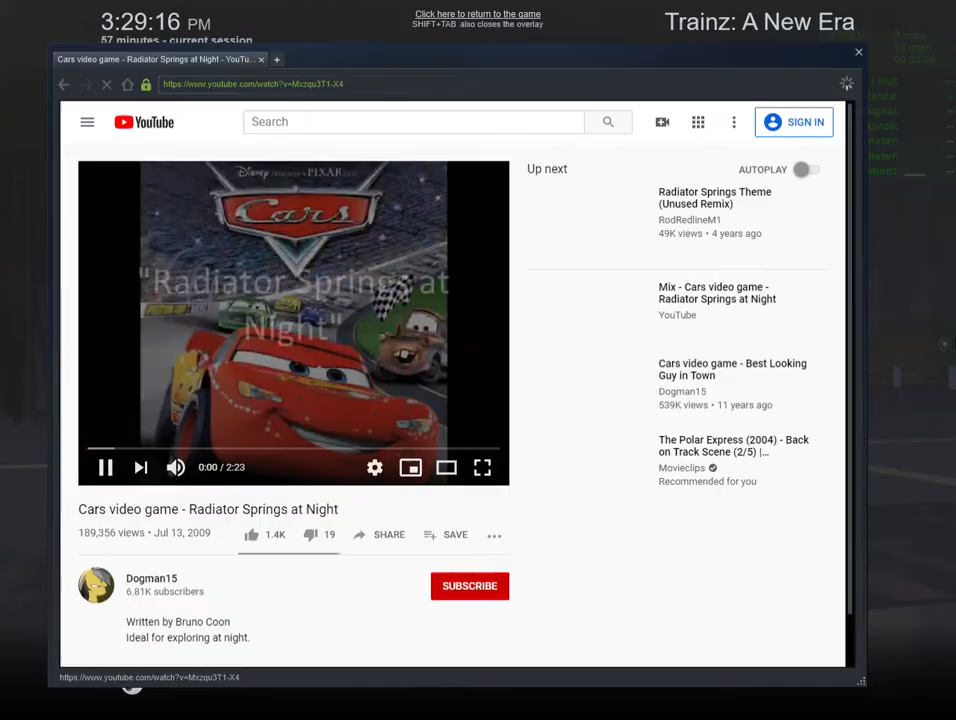 3:29:16 PM
57 minutes - current session
Click here to return to the game
SHIFT+TAB also closes the overlay
Trainz: A New Era
Cars video game - Radiator Springs at Night - YouTu...
https://www.youtube.com/watch?v=Mxzqu3T1-X4
YouTube
Search
SIGN IN
Disney PRESENTS A PIXAR
Cars
"Radiator Springs at
Night"
0:00 / 2:23
Up next
AUTOPLAY
Radiator Springs Theme
(Unused Remix)
RodRedlineM1
49K views • 4 years ago
Mix - Cars video game -
Radiator Springs at Night
YouTube
Cars video game - Best Looking
Guy in Town
Dogman15
539K views • 11 years ago
The Polar Express (2004) - Back
on Track Scene (2/5) |...
Movieclips
Recommended for you
Cars video game - Radiator Springs at Night
189,356 views • Jul 13, 2009
1.4K
19
SHARE
SAVE
Dogman15
6.81K subscribers
SUBSCRIBE
Written by Bruno Coon
Ideal for exploring at night.
https://www.youtube.com/watch?v=Mxzqu3T1-X4